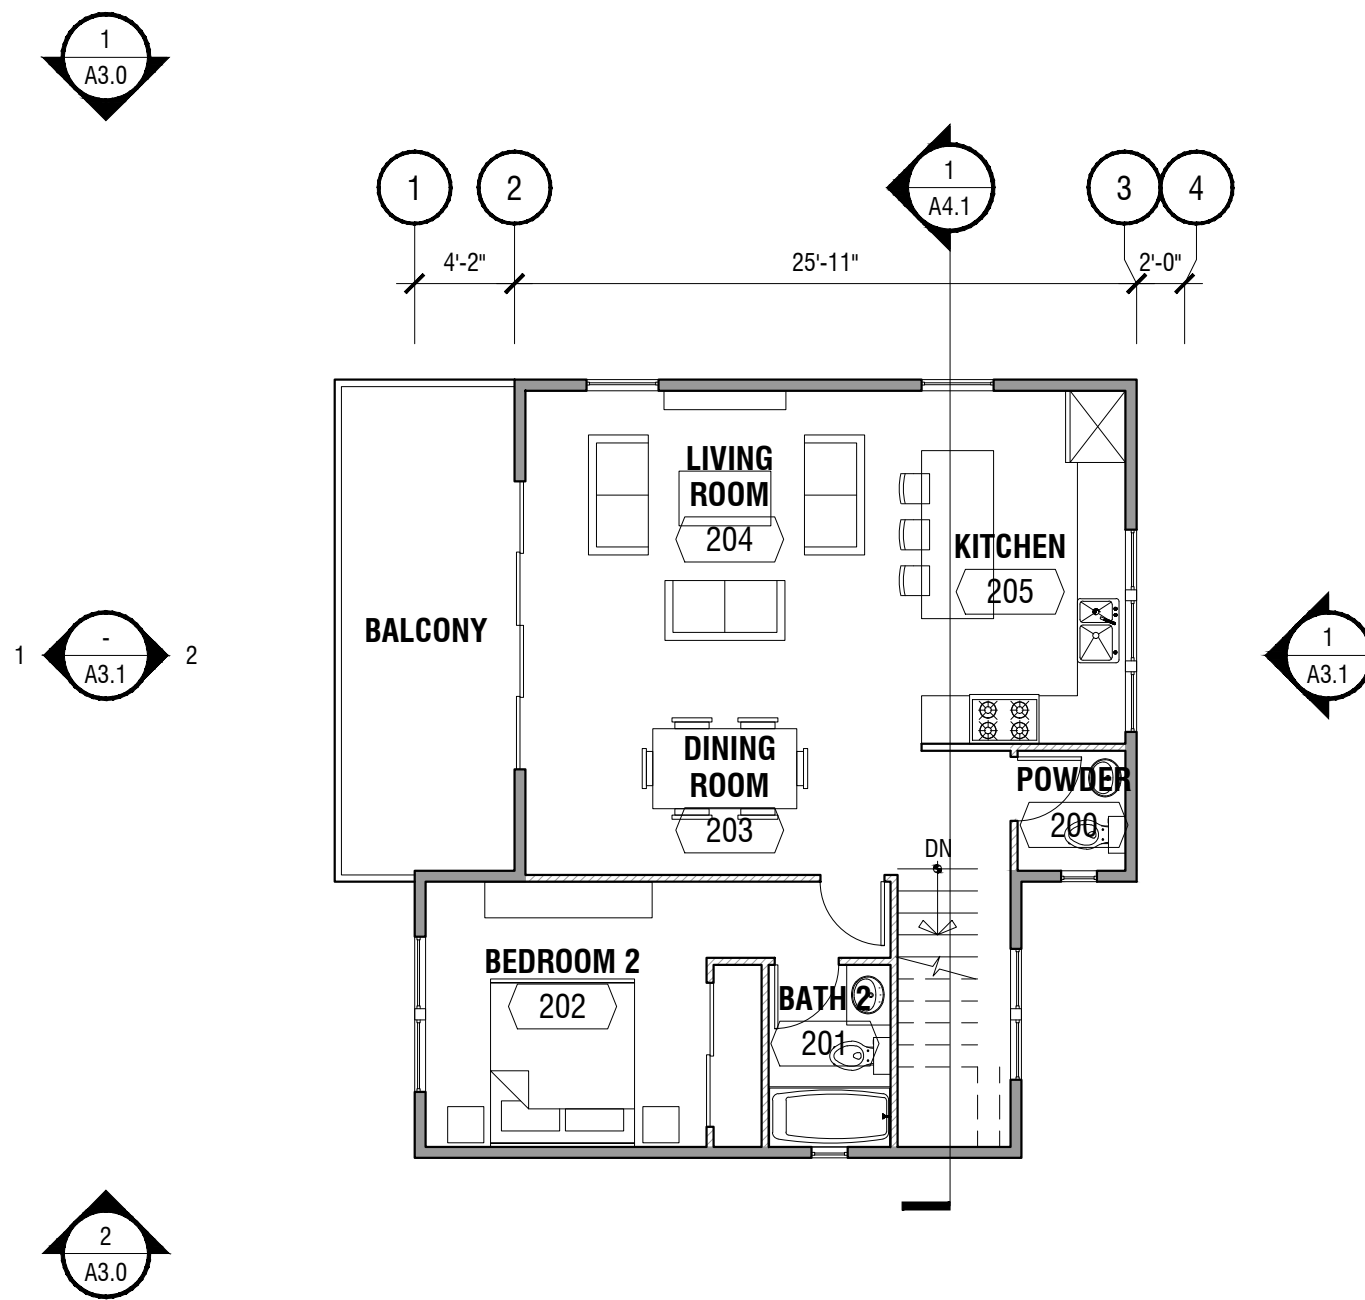 1
A3.0
1
2
1
A4.1
3
4
4'-2"
25'-11"
2'-0"
LIVING
ROOM
204
KITCHEN
205
BALCONY
1
-
A3.1
2
1
A3.1
DINING
ROOM
203
POWDER
200
DN
BEDROOM 2
202
BATH 2
201
2
A3.0